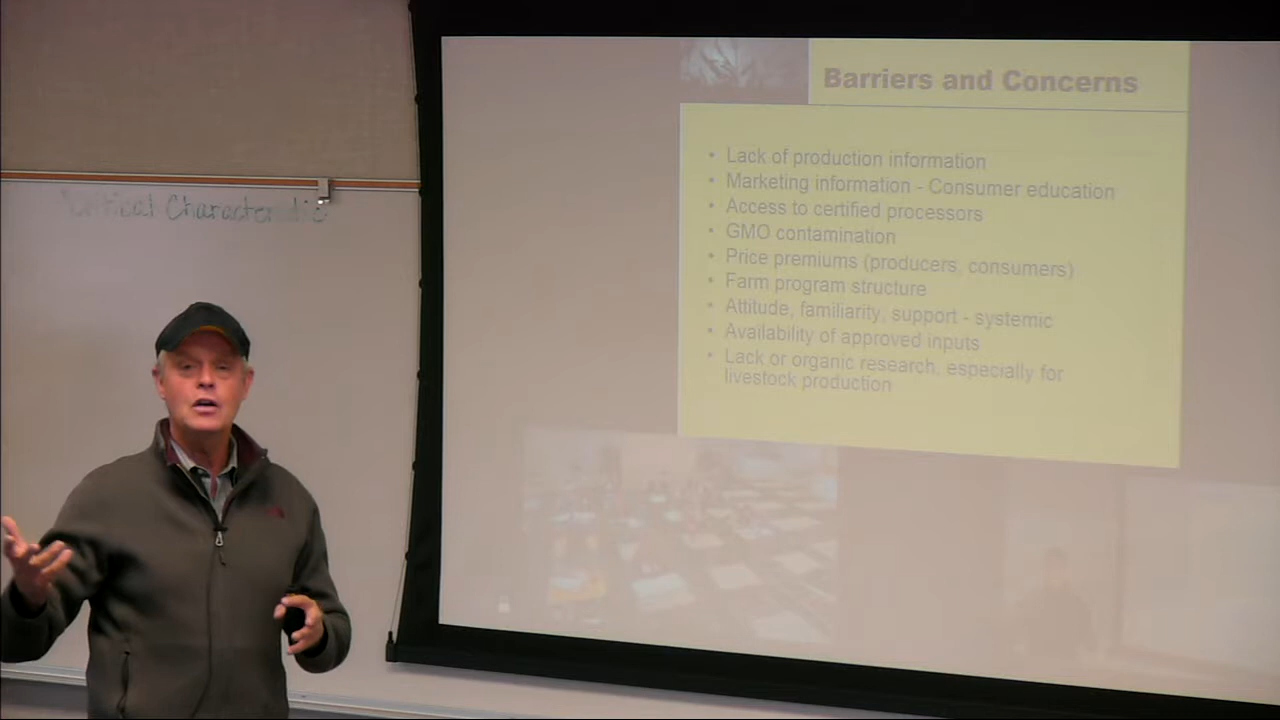 Critical Characteristic
Barriers and Concerns
• Lack of production information
• Marketing information - Consumer education
• Access to certified processors
• GMO contamination
• Price premiums (producers, consumers)
• Farm program structure
• Attitude, familiarity, support - systemic
• Availability of approved inputs
• Lack or organic research, especially for
livestock production